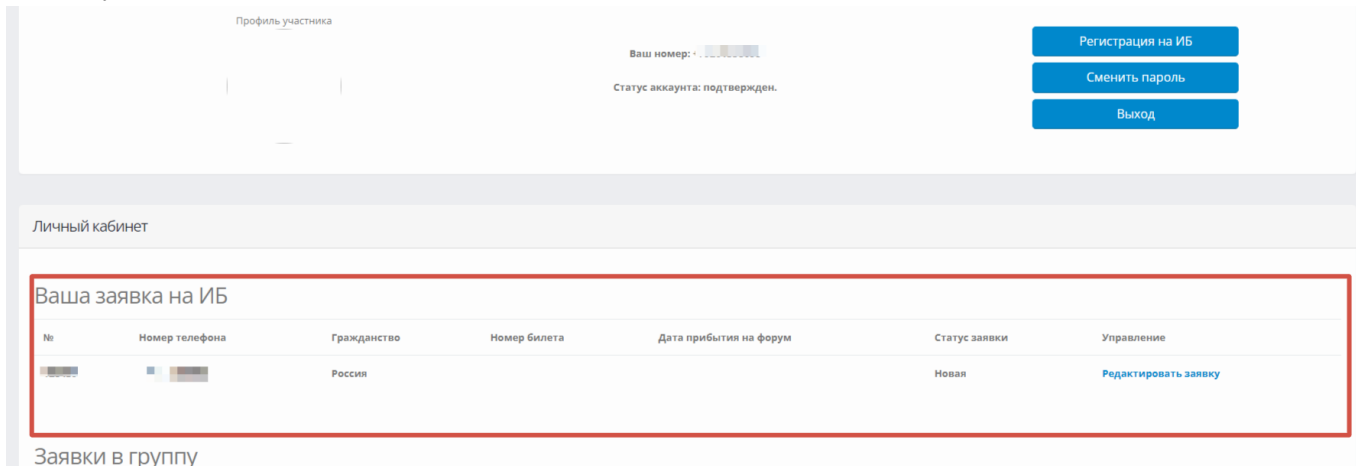 Профиль участника
Ваш номер:
Статус аккаунта: подтвержден.
Регистрация на ИБ
Сменить пароль
Выход
Личный кабинет
Ваша заявка на ИБ
№ Номер телефона Гражданство Номер билета Дата прибытия на форум Статус заявки Управление
Россия Новая Редактировать заявку
Заявки в группу